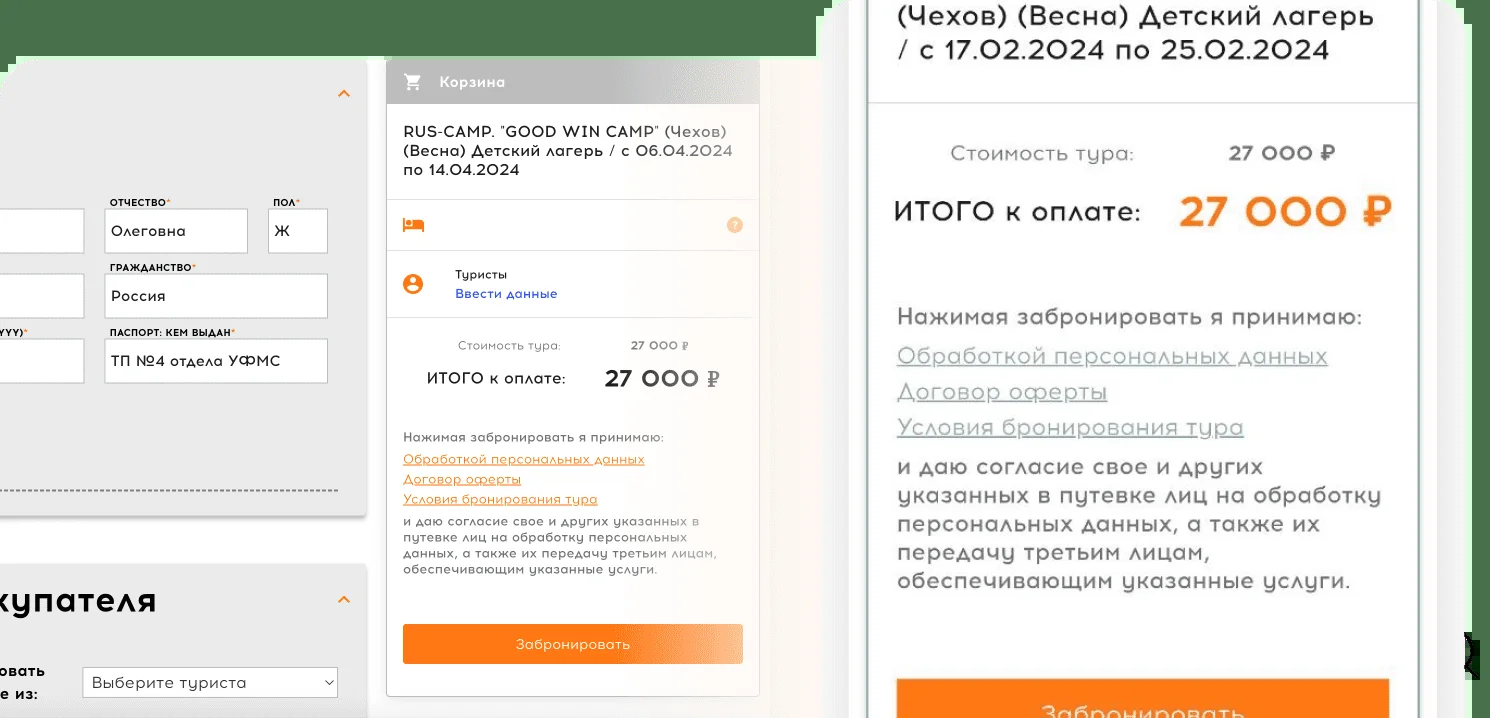 ОТЧЕСТВО*
ПОЛ*
Олеговна
Ж
ГРАЖДАНСТВО*
Россия
YYY)*
ПАСПОРТ: КЕМ ВЫДАН*
ТП №4 отдела УФМС
купателя
овать
е из:
Выберите туриста
Корзина
RUS-CAMP. "GOOD WIN CAMP" (Чехов)
(Весна) Детский лагерь / с 06.04.2024
по 14.04.2024
?
Туристы
Ввести данные
Стоимость тура: 27 000 ₽
ИТОГО к оплате: 27 000 ₽
Нажимая забронировать я принимаю:
Обработкой персональных данных
Договор оферты
Условия бронирования тура
и даю согласие свое и других указанных в
путевке лиц на обработку персональных
данных, а также их передачу третьим лицам,
обеспечивающим указанные услуги.
Забронировать
(Чехов) (Весна) Детский лагерь
/ с 17.02.2024 по 25.02.2024
Стоимость тура: 27 000 ₽
ИТОГО к оплате: 27 000 ₽
Нажимая забронировать я принимаю:
Обработкой персональных данных
Договор оферты
Условия бронирования тура
и даю согласие свое и других
указанных в путевке лиц на обработку
персональных данных, а также их
передачу третьим лицам,
обеспечивающим указанные услуги.
Забронировать